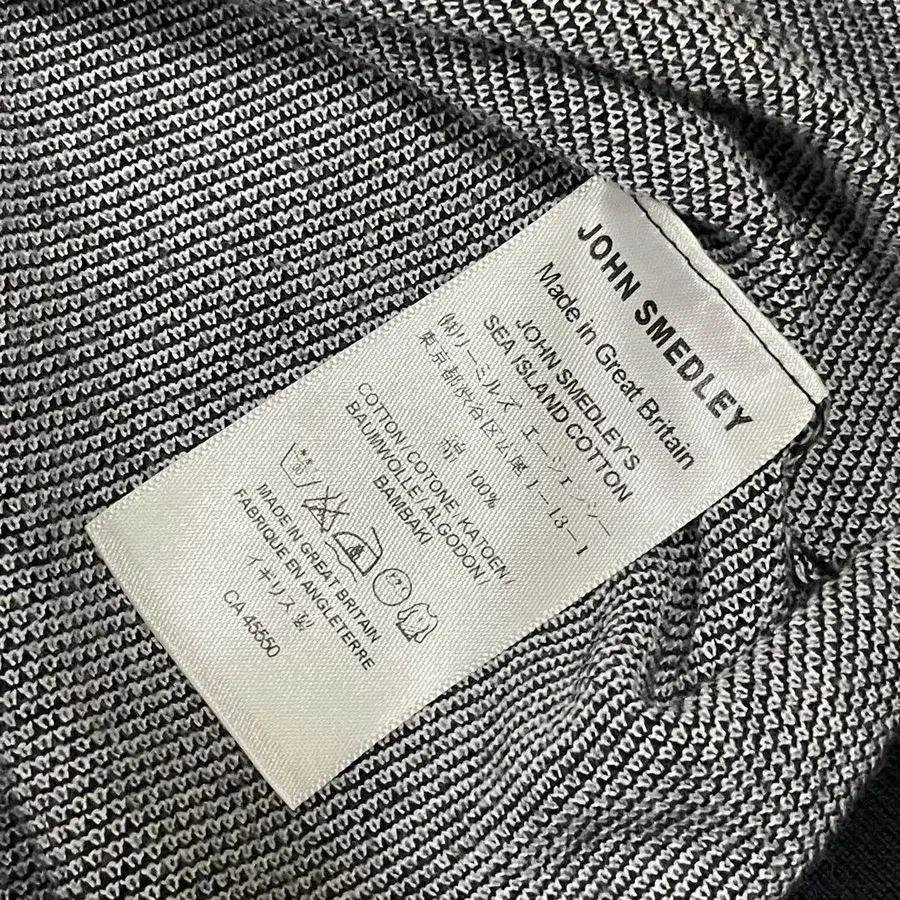 JOHN SMEDLEY
Made in Great Britain
JOHN SMEDLEY'S
SEA ISLAND COTTON
(株)リーミルズ エージェンシー
東京都渋谷区広尾1-13-1
綿 100%
COTTON/COTONE/KATOEN/
BAUMWOLLE/ALGODON/
BAMBAKI
MADE IN GREAT BRITAIN
FABRIQUE EN ANGLETERRE
イギリス製
CA 45550